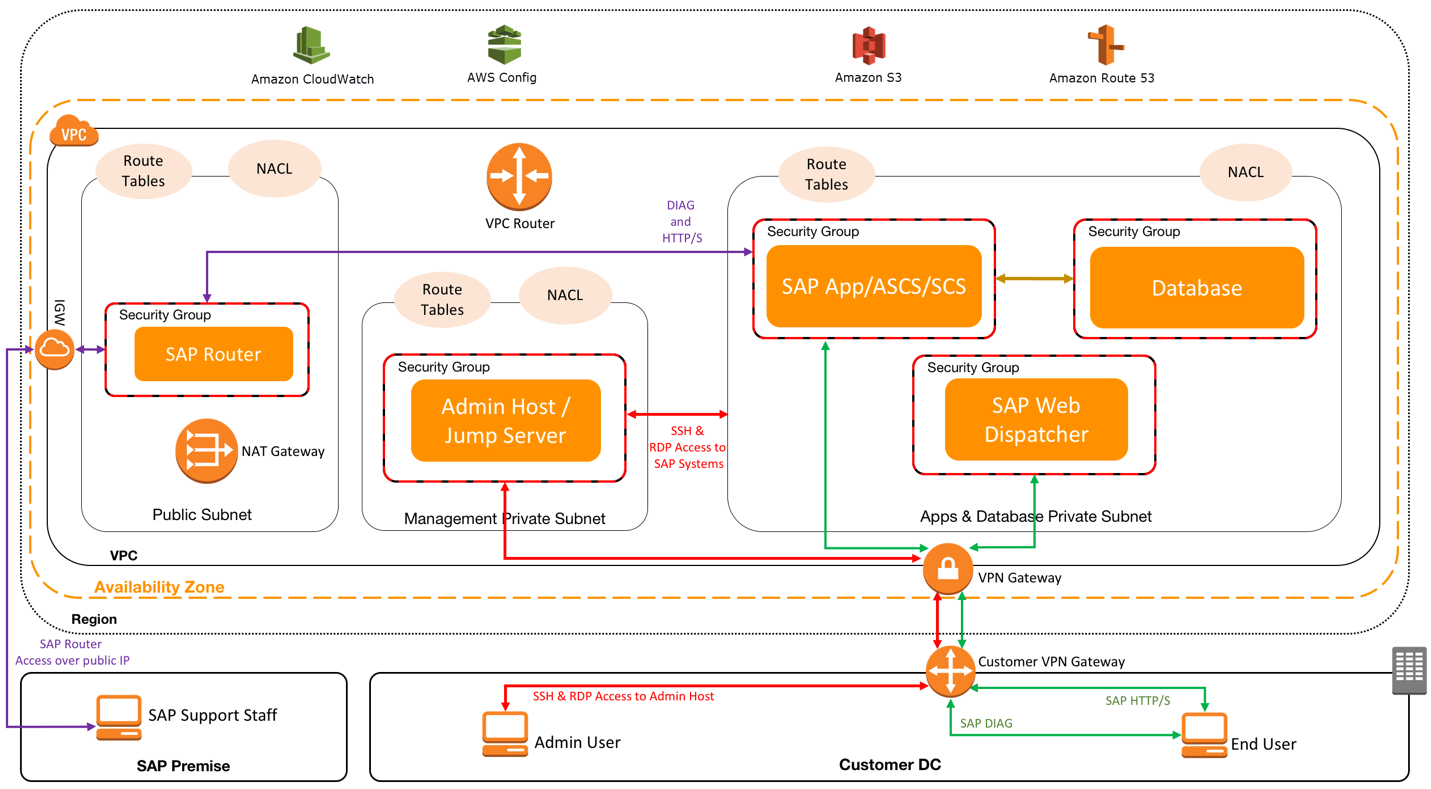 Amazon CloudWatch
AWS Config
Amazon S3
Amazon Route 53
VPC
Route
Tables
NACL
VPC Router
Route
Tables
NACL
DIAG
and
HTTP/S
Security Group
SAP App/ASCS/SCS
Security Group
Database
Route
Tables
NACL
IGW
Security Group
SAP Router
Security Group
Admin Host /
Jump Server
Security Group
SAP Web
Dispatcher
SSH &
RDP Access to
SAP Systems
NAT Gateway
Public Subnet
Management Private Subnet
Apps & Database Private Subnet
VPC
VPN Gateway
Availability Zone
Region
SAP Router
Access over public IP
Customer VPN Gateway
SSH & RDP Access to Admin Host
SAP HTTP/S
SAP DIAG
SAP Support Staff
Admin User
End User
SAP Premise
Customer DC